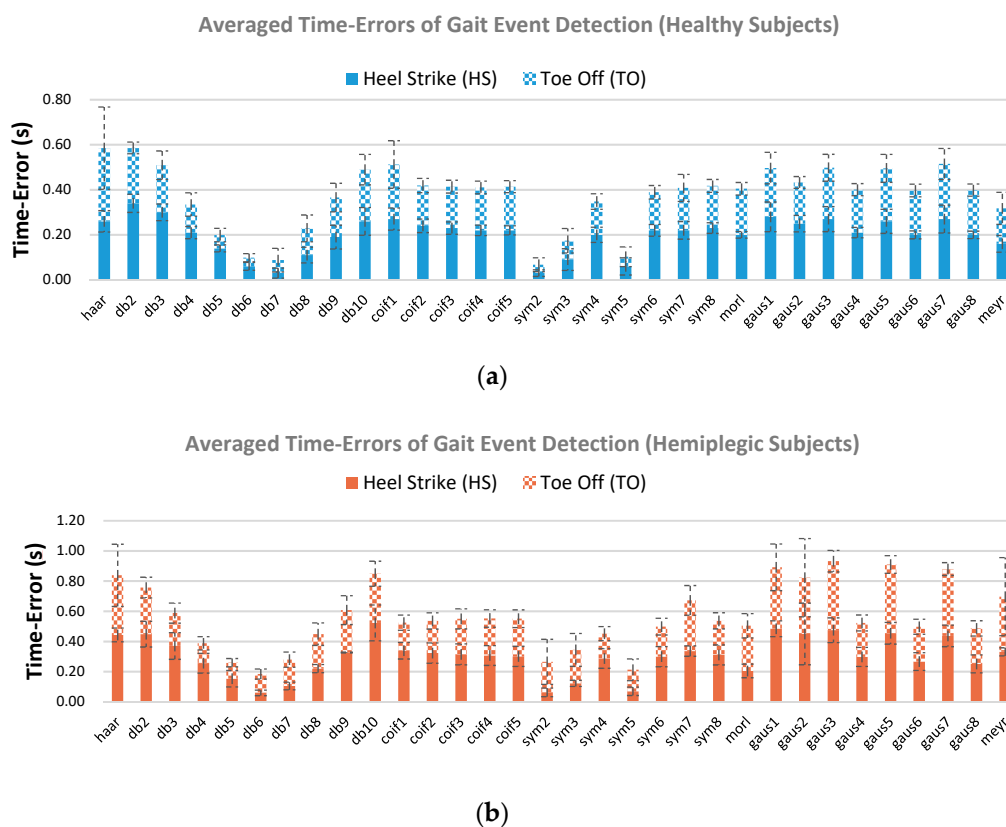 Averaged Time-Errors of Gait Event Detection (Healthy Subjects)
Heel Strike (HS) Toe Off (TO)
Time-Error (s)
0.80
0.60
0.40
0.20
0.00
haar db2 db3 db4 db5 db6 db7 db8 db9 db10 coif1 coif2 coif3 coif4 coif5 sym2 sym3 sym4 sym5 sym6 sym7 sym8 morl gaus1 gaus2 gaus3 gaus4 gaus5 gaus6 gaus7 gaus8 meyr
(a)
Averaged Time-Errors of Gait Event Detection (Hemiplegic Subjects)
Heel Strike (HS) Toe Off (TO)
Time-Error (s)
1.20
1.00
0.80
0.60
0.40
0.20
0.00
haar db2 db3 db4 db5 db6 db7 db8 db9 db10 coif1 coif2 coif3 coif4 coif5 sym2 sym3 sym4 sym5 sym6 sym7 sym8 morl gaus1 gaus2 gaus3 gaus4 gaus5 gaus6 gaus7 gaus8 meyr
(b)